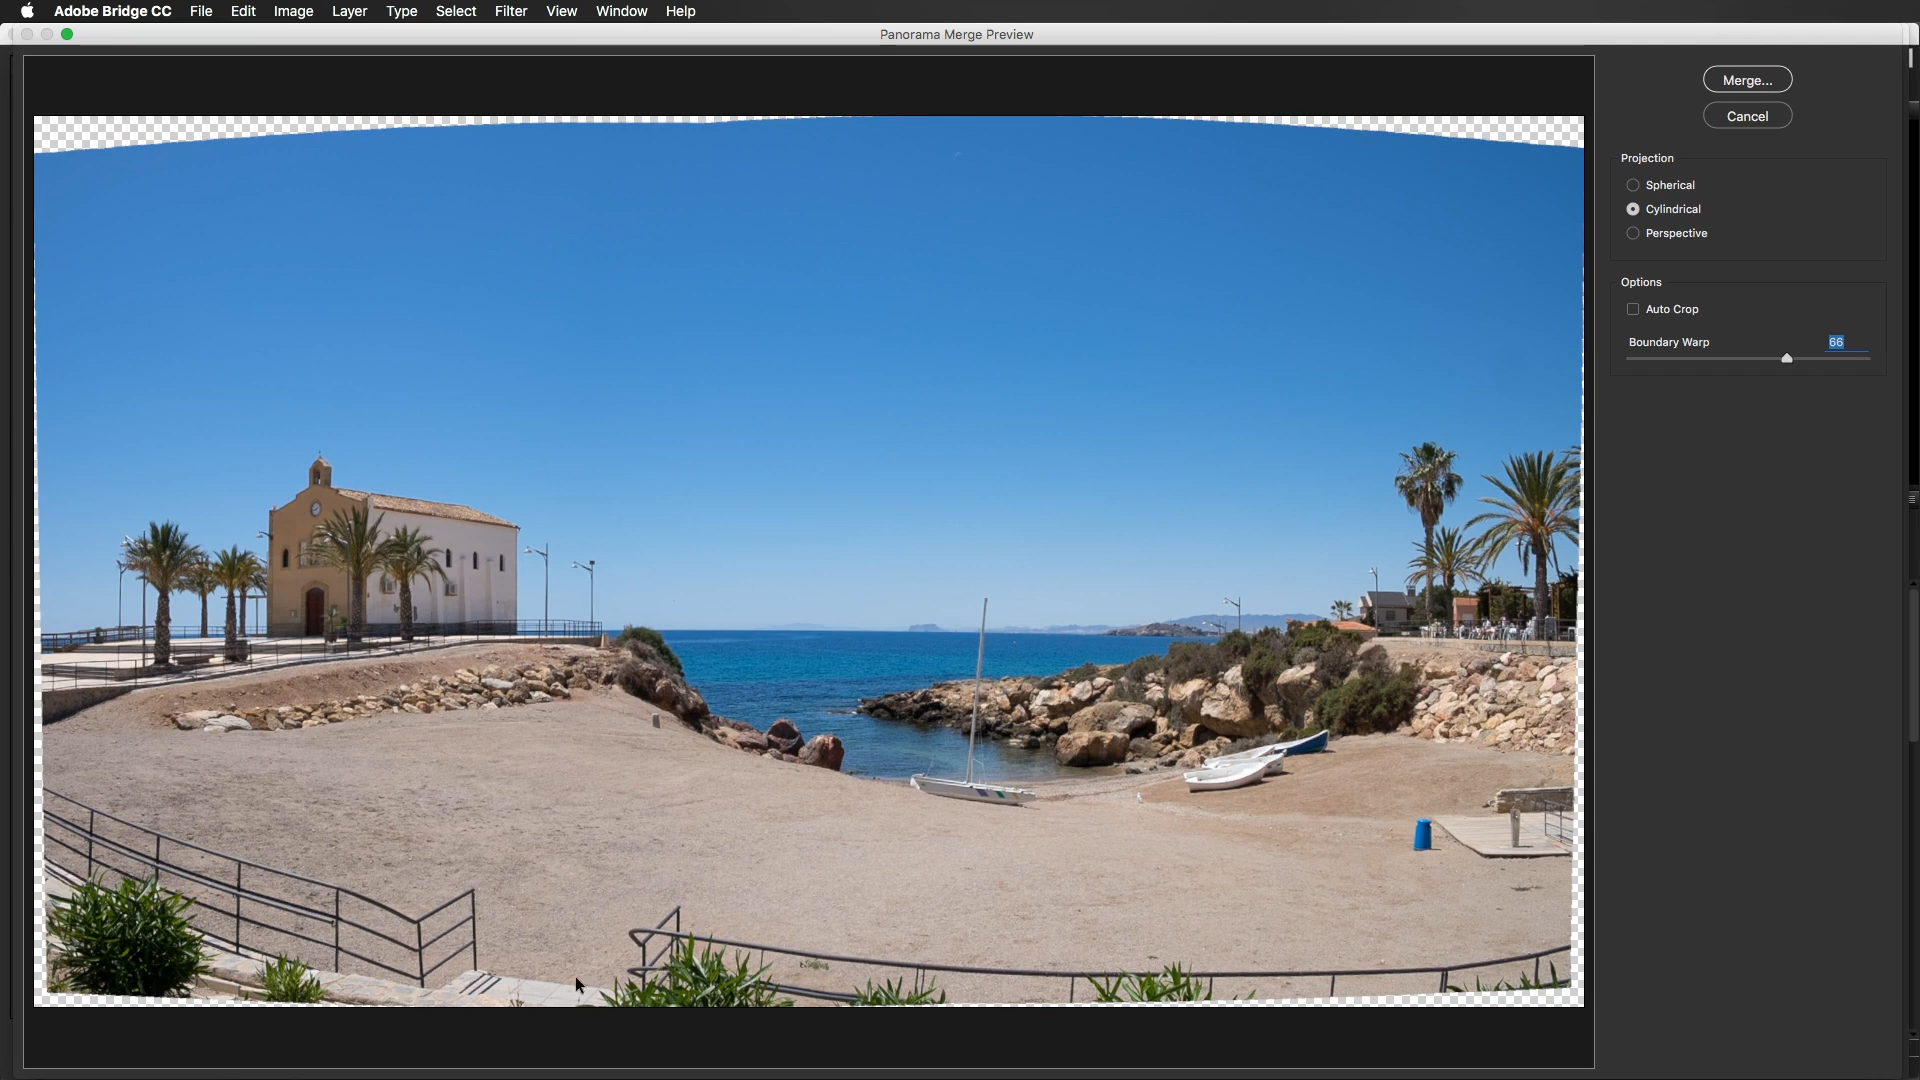 Adobe Bridge CC File Edit Image Layer Type Select Filter View Window Help
Panorama Merge Preview
Merge...
Cancel
Projection
Spherical
Cylindrical
Perspective
Options
Auto Crop
Boundary Warp 66